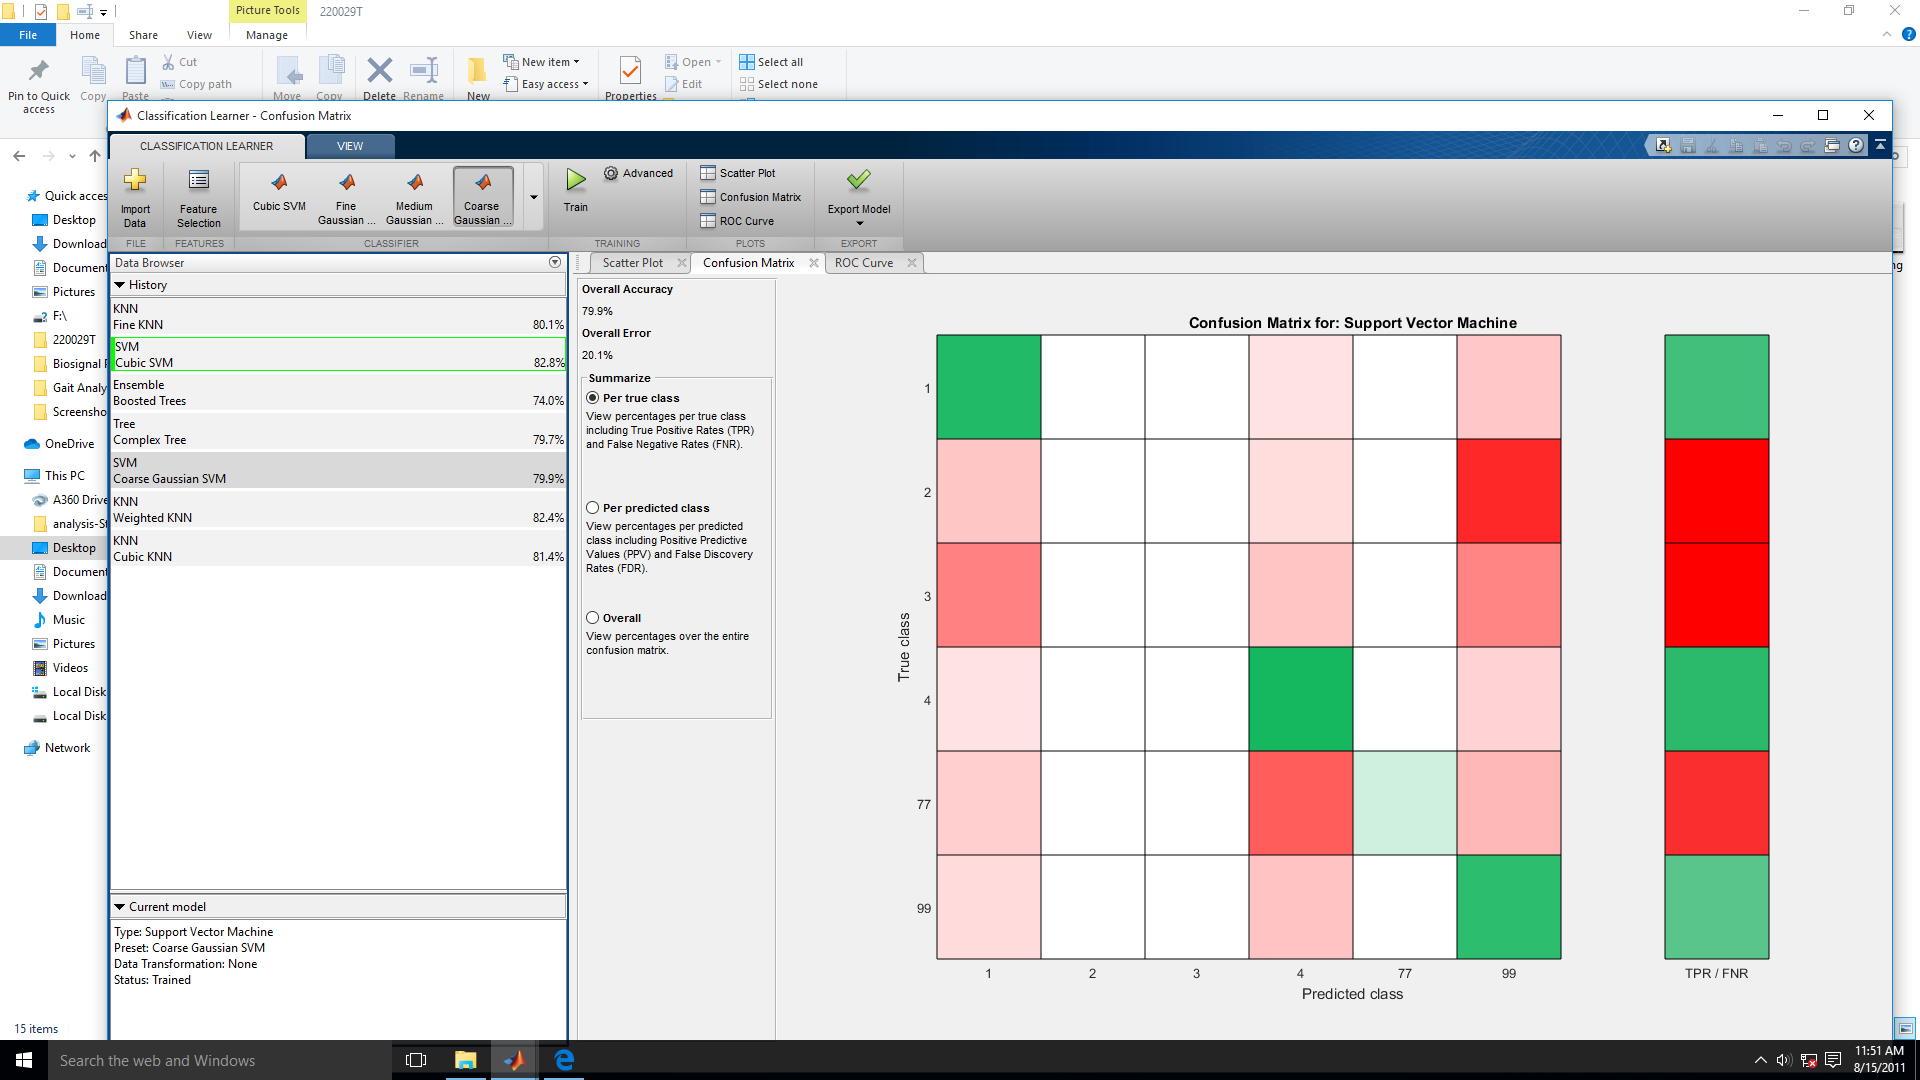 Picture Tools
220029T
File
Home
Share
View
Manage
Pin to Quick access
Copy
Paste
Cut
Copy path
Move
Copy
Delete
Rename
New
New item
Easy access
Properties
Open
Edit
Select all
Select none
Classification Learner - Confusion Matrix
CLASSIFICATION LEARNER
VIEW
Import Data
Feature Selection
Cubic SVM
Fine Gaussian ...
Medium Gaussian ...
Coarse Gaussian ...
Train
Advanced
Scatter Plot
Confusion Matrix
ROC Curve
Export Model
FILE
FEATURES
CLASSIFIER
TRAINING
PLOTS
EXPORT
Quick acces
Desktop
Download
Document
Pictures
F:\
220029T
Biosignal
Gait Analy
Screensho
OneDrive
This PC
A360 Drive
analysis-St
Desktop
Document
Download
Music
Pictures
Videos
Local Disk
Local Disk
Network
15 items
Data Browser
History
KNN
Fine KNN 80.1%
SVM
Cubic SVM 82.8%
Ensemble
Boosted Trees 74.0%
Tree
Complex Tree 79.7%
SVM
Coarse Gaussian SVM 79.9%
KNN
Weighted KNN 82.4%
KNN
Cubic KNN 81.4%
Current model
Type: Support Vector Machine
Preset: Coarse Gaussian SVM
Data Transformation: None
Status: Trained
Scatter Plot
Confusion Matrix
ROC Curve
Overall Accuracy
79.9%
Overall Error
20.1%
Summarize
Per true class
View percentages per true class
including True Positive Rates (TPR)
and False Negative Rates (FNR).
Per predicted class
View percentages per predicted
class including Positive Predictive
Values (PPV) and False Discovery
Rates (FDR).
Overall
View percentages over the entire
confusion matrix.
Confusion Matrix for: Support Vector Machine
True class
1
2
3
4
77
99
1 2 3 4 77 99
TPR / FNR
Predicted class
ng
Search the web and Windows
11:51 AM
8/15/2011